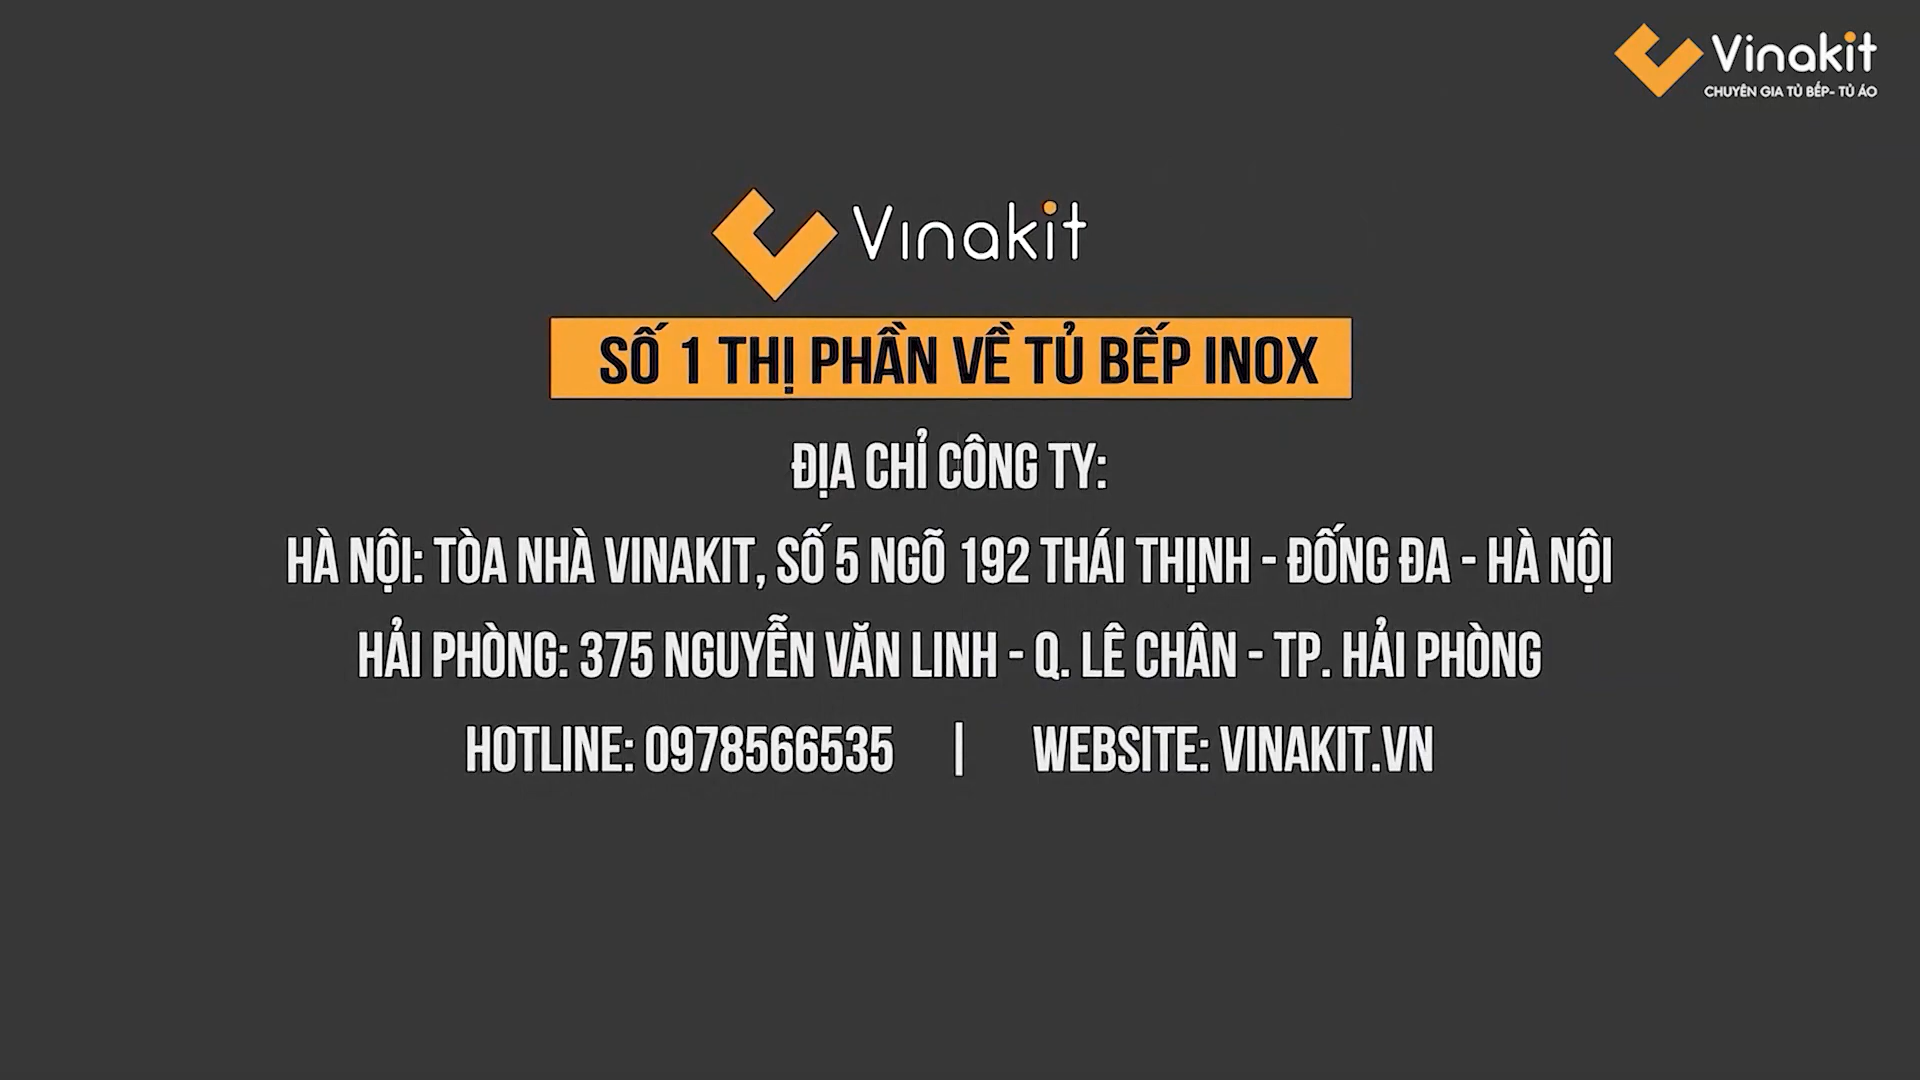 Vinakit
CHUYÊN GIA TỦ BẾP- TỦ ÁO
Vinakit
SỐ 1 THỊ PHẦN VỀ TỦ BẾP INOX
ĐỊA CHỈ CÔNG TY:
HÀ NỘI: TÒA NHÀ VINAKIT, SỐ 5 NGÕ 192 THÁI THỊNH - ĐỐNG ĐA - HÀ NỘI
HẢI PHÒNG: 375 NGUYỄN VĂN LINH - Q. LÊ CHÂN - TP. HẢI PHÒNG
HOTLINE: 0978566535 | WEBSITE: VINAKIT.VN